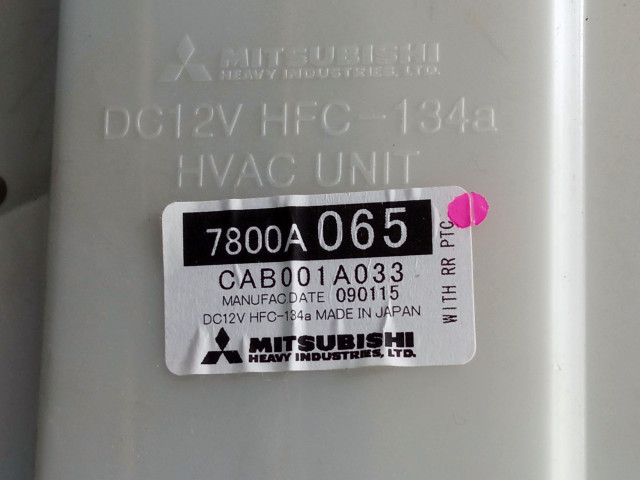 MITSUBISHI
HEAVY INDUSTRIES, LTD.
DC12V HFC-134a
HVAC UNIT
7800A 065
CAB001A033
MANUFAC.DATE 090115
DC12V HFC-134a MADE IN JAPAN
MITSUBISHI
HEAVY INDUSTRIES, LTD.
WITH RR PTC